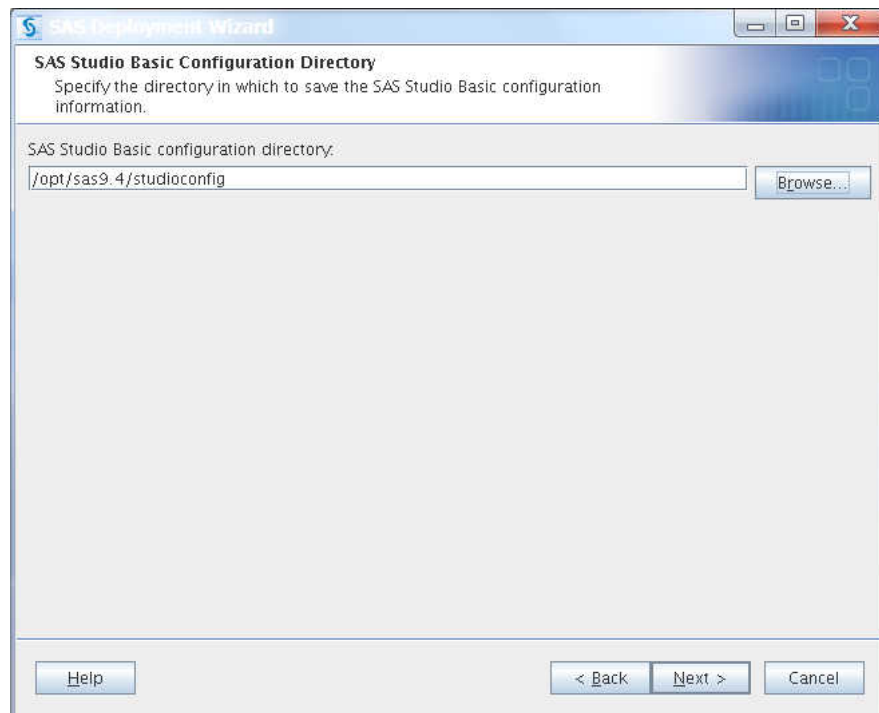 SAS Deployment Wizard
SAS Studio Basic Configuration Directory
Specify the directory in which to save the SAS Studio Basic configuration
information.
SAS Studio Basic configuration directory:
/opt/sas9.4/studioconfig
Browse...
Help
< Back
Next >
Cancel